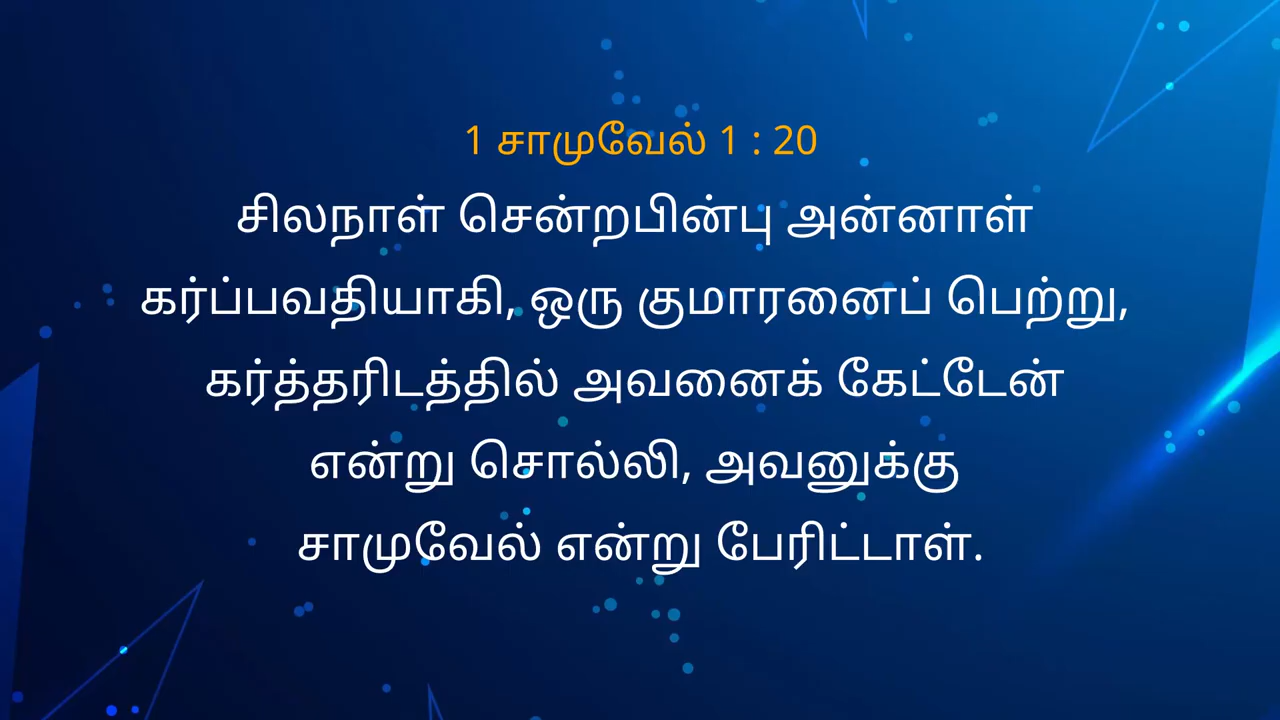 1 சாமுவேல் 1 : 20
சிலநாள் சென்றபின்பு அன்னாள்
கர்ப்பவதியாகி, ஒரு குமாரனைப் பெற்று,
கர்த்தரிடத்தில் அவனைக் கேட்டேன்
என்று சொல்லி, அவனுக்கு
சாமுவேல் என்று பேரிட்டாள்.